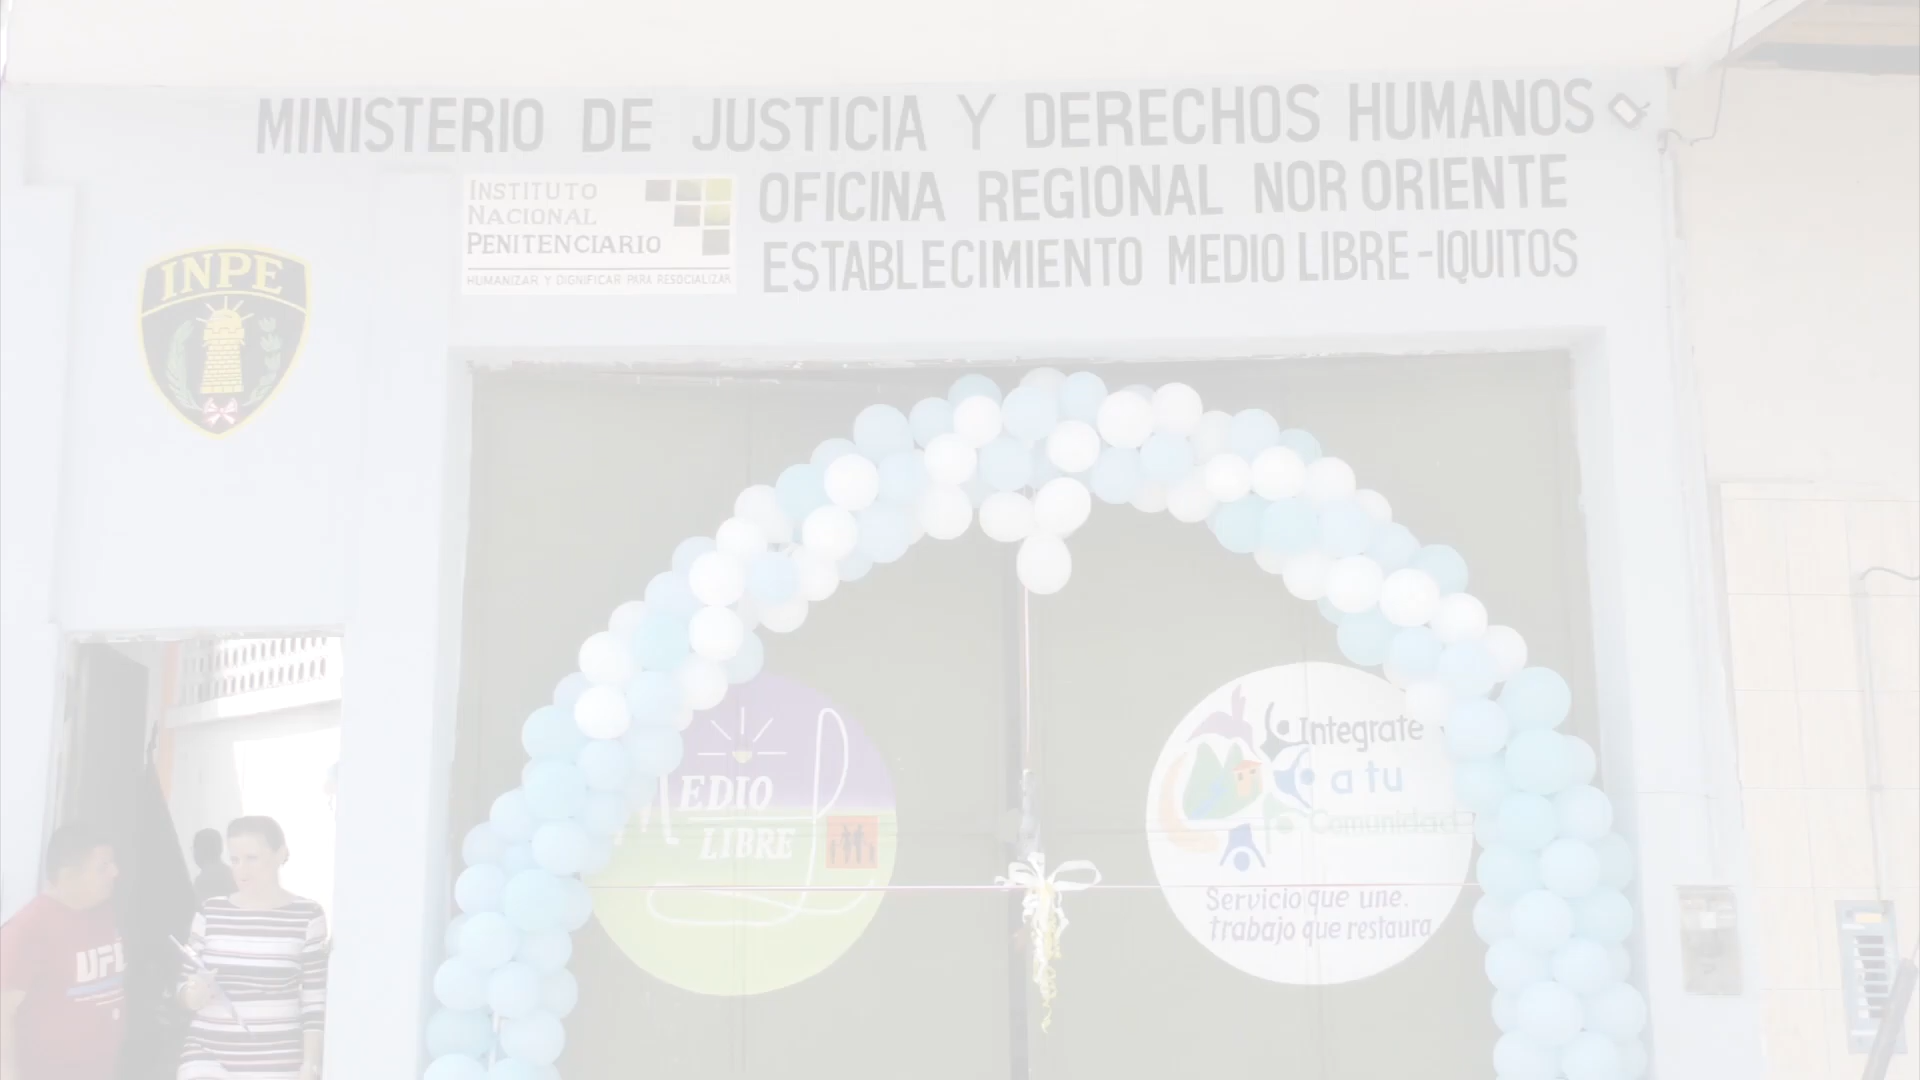 MINISTERIO DE JUSTICIA Y DERECHOS HUMANOS
INSTITUTO
NACIONAL
PENITENCIARIO
HUMANIZAR Y DIGNIFICAR PARA RESOCIALIZAR
OFICINA REGIONAL NOR ORIENTE
ESTABLECIMIENTO MEDIO LIBRE-IQUITOS
INPE
MEDIO
LIBRE
Integrate
a tu
Comunidad
Servicio que une.
trabajo que restaura
UFC